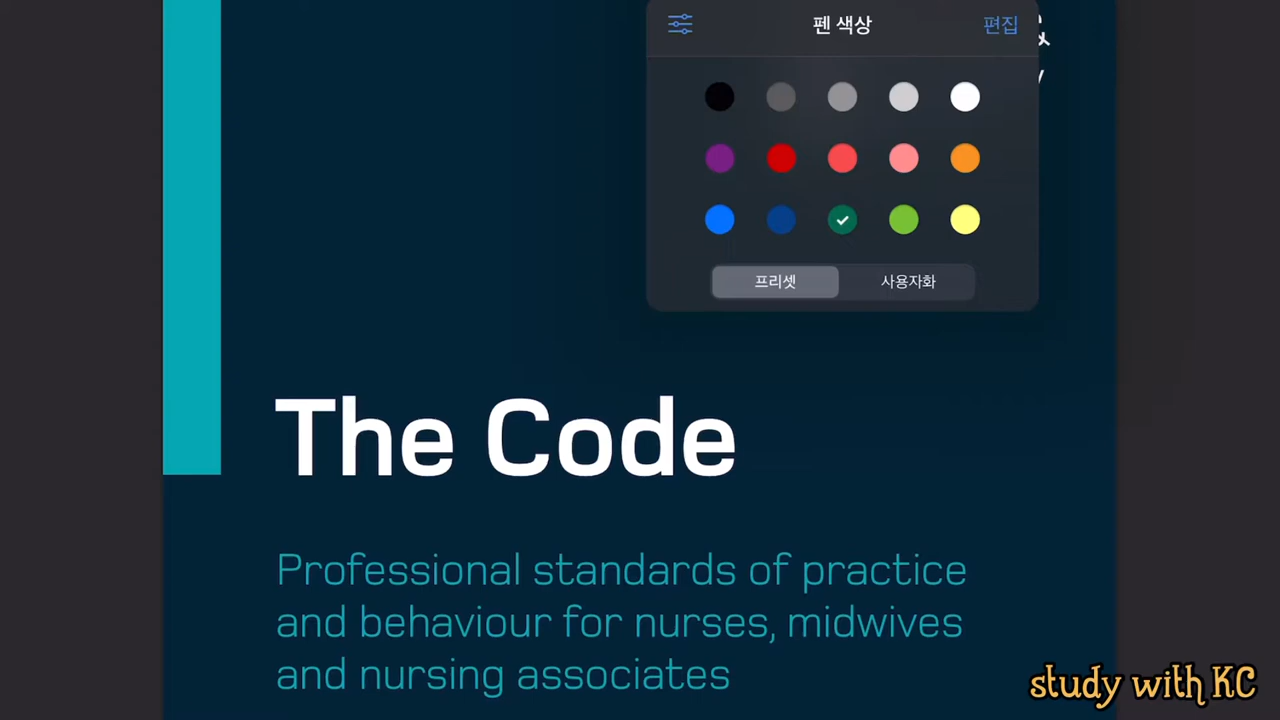 펜 색상
편집
&
y
프리셋
사용자화
The Code
Professional standards of practice
and behaviour for nurses, midwives
and nursing associates
study with KC